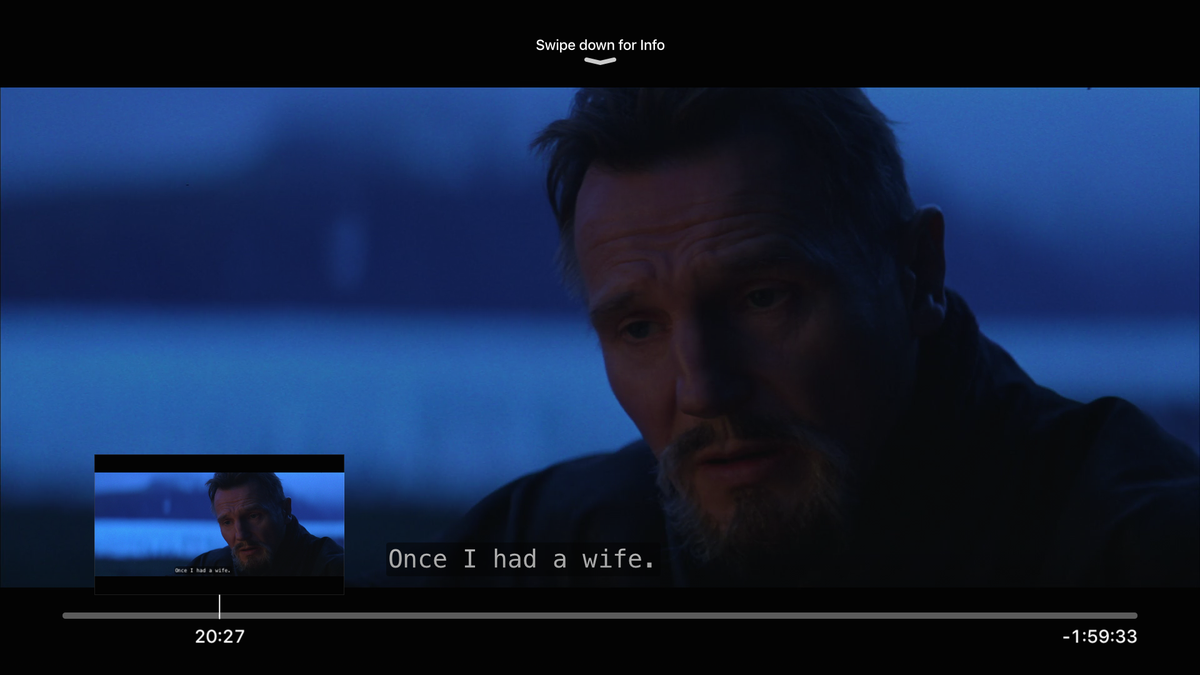 Swipe down for Info
Once I had a wife.
Once I had a wife.
20:27
-1:59:33